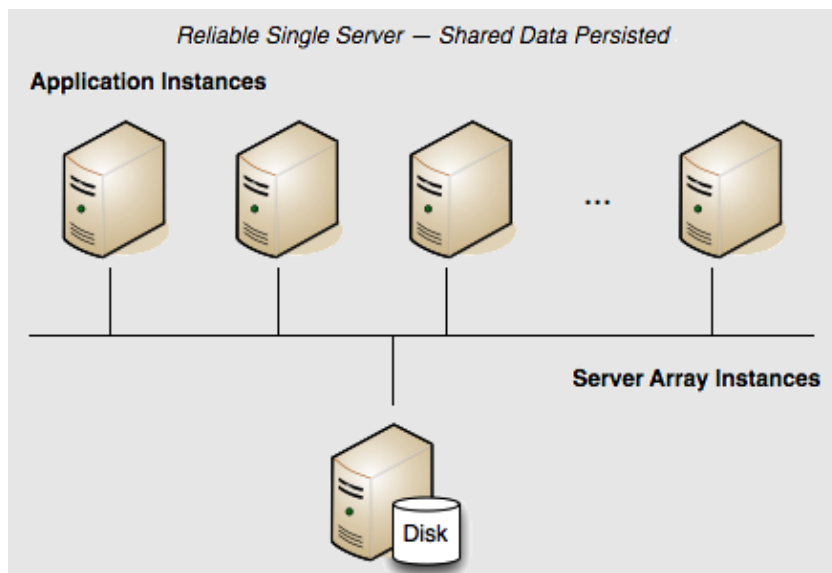 Reliable Single Server — Shared Data Persisted
Application Instances
...
Server Array Instances
Disk